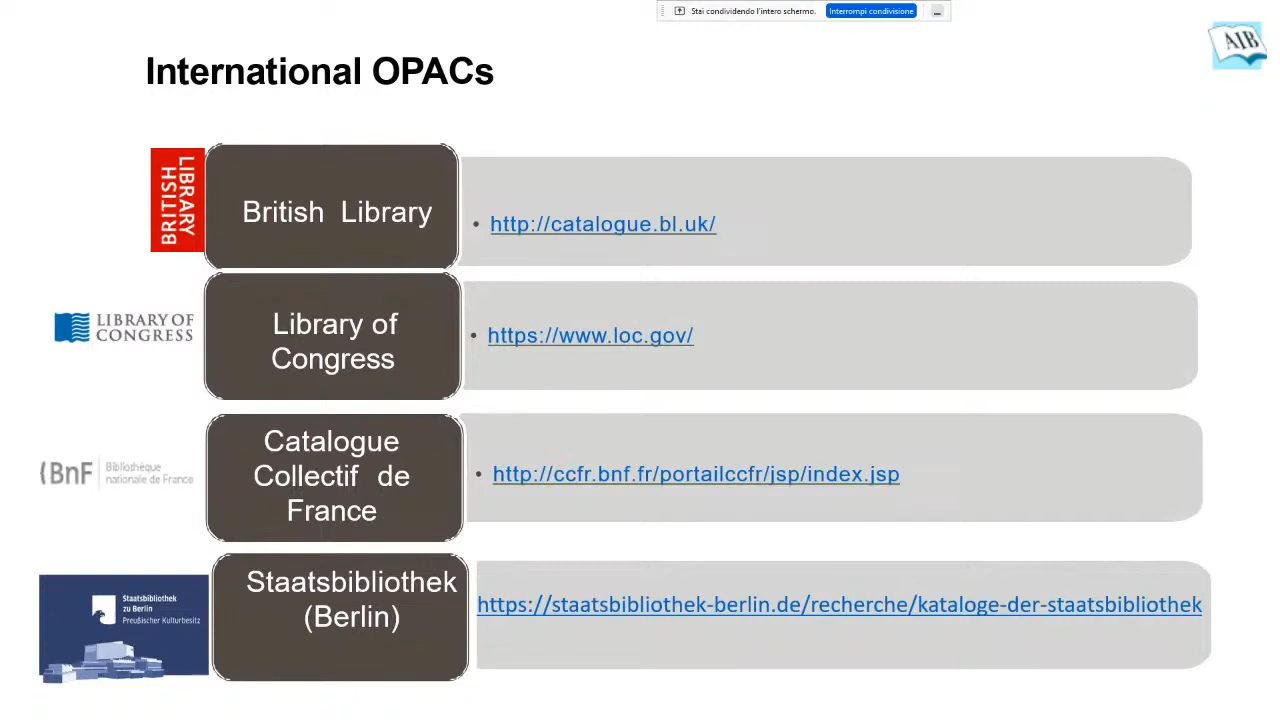 Stai condividendo l'intero schermo. Interrompi condivisione
AIB
International OPACs
BRITISH
LIBRARY
British Library
• http://catalogue.bl.uk/
LIBRARY OF
CONGRESS
Library of
Congress
• https://www.loc.gov/
BnF Bibliothèque
nationale de France
Catalogue
Collectif de
France
• http://ccfr.bnf.fr/portailccfr/jsp/index.jsp
Staatsbibliothek
zu Berlin
Preußischer Kulturbesitz
Staatsbibliothek
(Berlin)
https://staatsbibliothek-berlin.de/recherche/kataloge-der-staatsbibliothek